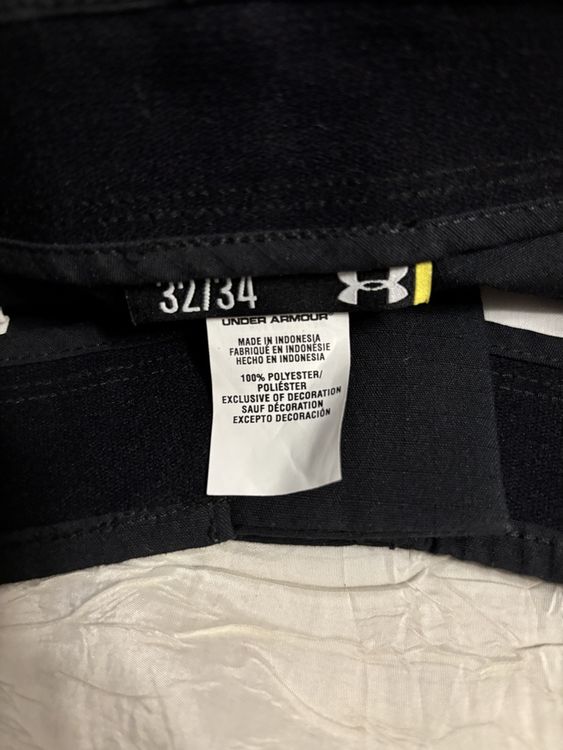 32/34
UNDER ARMOUR
MADE IN INDONESIA
FABRIQUÉ EN INDONÉSIE
HECHO EN INDONESIA
100% POLYESTER/
POLIÉSTER
EXCLUSIVE OF DECORATION
SAUF DÉCORATION
EXCEPTO DECORACIÓN